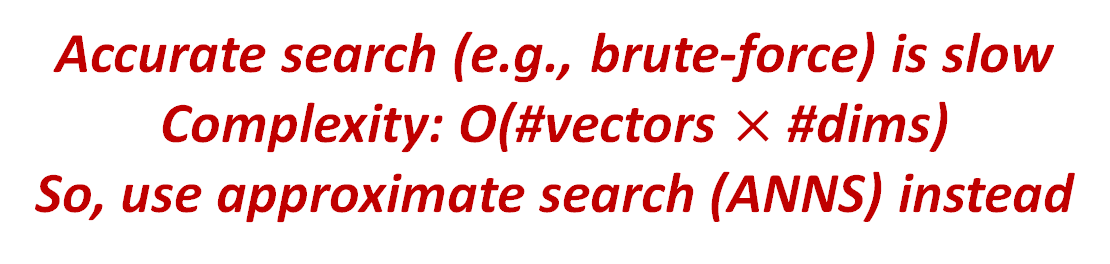 Accurate search (e.g., brute-force) is slow
Complexity: O(#vectors × #dims)
So, use approximate search (ANNS) instead